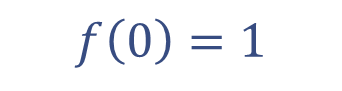 f(0) = 1